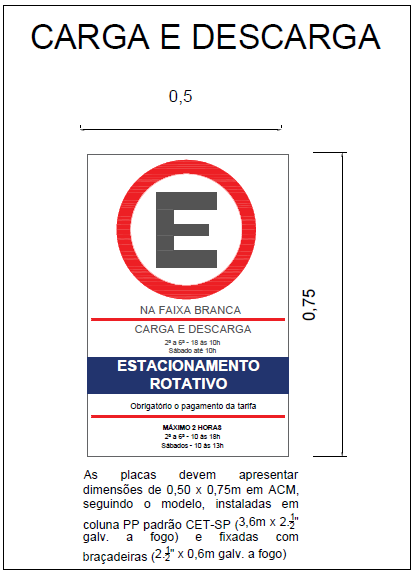 CARGA E DESCARGA
0,5
E
NA FAIXA BRANCA
CARGA E DESCARGA
2ª a 6ª - 18 às 10h
Sábado até 10h
ESTACIONAMENTO
ROTATIVO
Obrigatório o pagamento da tarifa
MÁXIMO 2 HORAS
2ª a 6ª - 10 às 18h
Sábados - 10 às 13h
0,75
As placas devem apresentar
dimensões de 0,50 x 0,75m em ACM,
seguindo o modelo, instaladas em
coluna PP padrão CET-SP (3,6m x 2.½"
galv. a fogo) e fixadas com
braçadeiras (2.½" x 0,6m galv. a fogo)